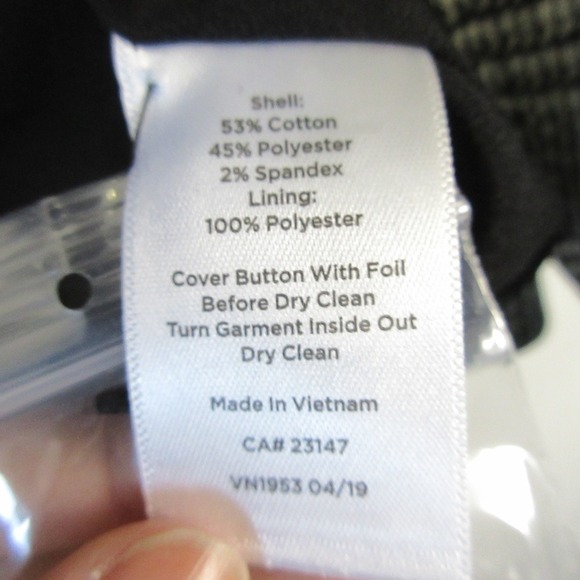 Shell:
53% Cotton
45% Polyester
2% Spandex
Lining:
100% Polyester
Cover Button With Foil
Before Dry Clean
Turn Garment Inside Out
Dry Clean
Made In Vietnam
CA# 23147
VN1953 04/19